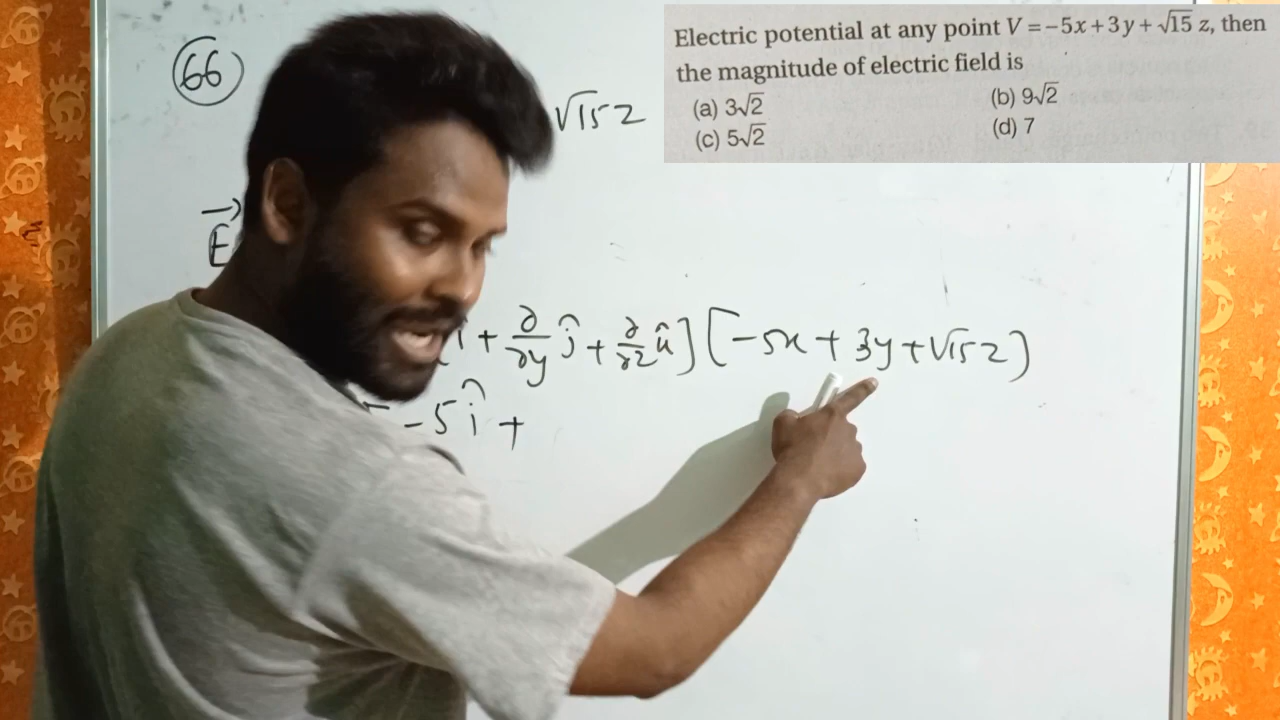 Electric potential at any point V = −5x + 3y + √15 z, then
the magnitude of electric field is
(a) 3√2 (b) 9√2
(c) 5√2 (d) 7
66
√15 z
E⃗
+ ∂/∂y ĵ + ∂/∂z k̂] [−5x + 3y + √15 z)
−5î +